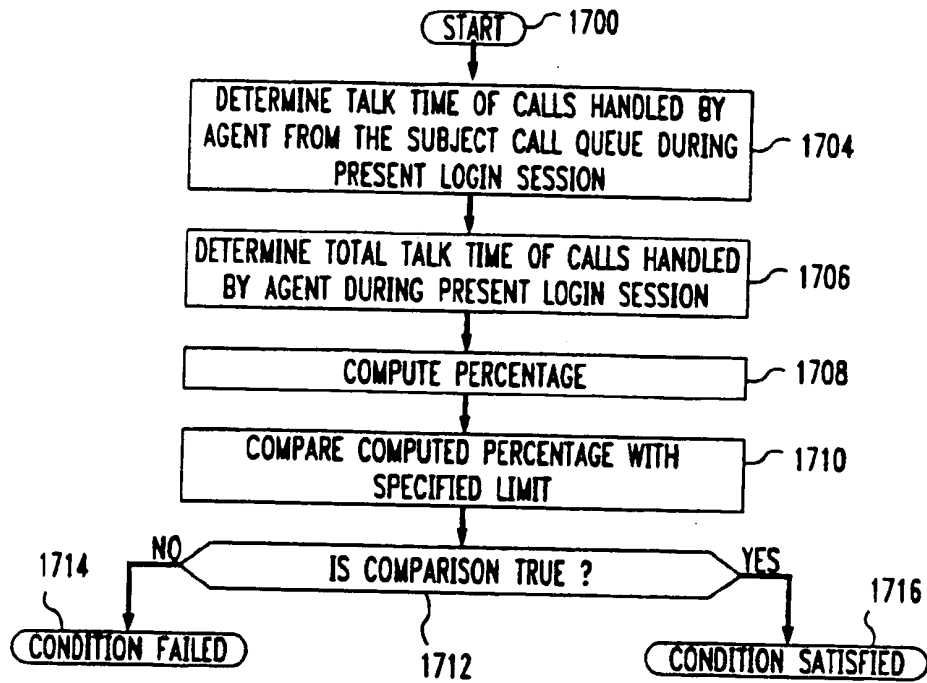 START
1700
DETERMINE TALK TIME OF CALLS HANDLED BY
AGENT FROM THE SUBJECT CALL QUEUE DURING
PRESENT LOGIN SESSION
1704
DETERMINE TOTAL TALK TIME OF CALLS HANDLED
BY AGENT DURING PRESENT LOGIN SESSION
1706
COMPUTE PERCENTAGE
1708
COMPARE COMPUTED PERCENTAGE WITH
SPECIFIED LIMIT
1710
NO
IS COMPARISON TRUE ?
YES
1714
1716
CONDITION FAILED
1712
CONDITION SATISFIED